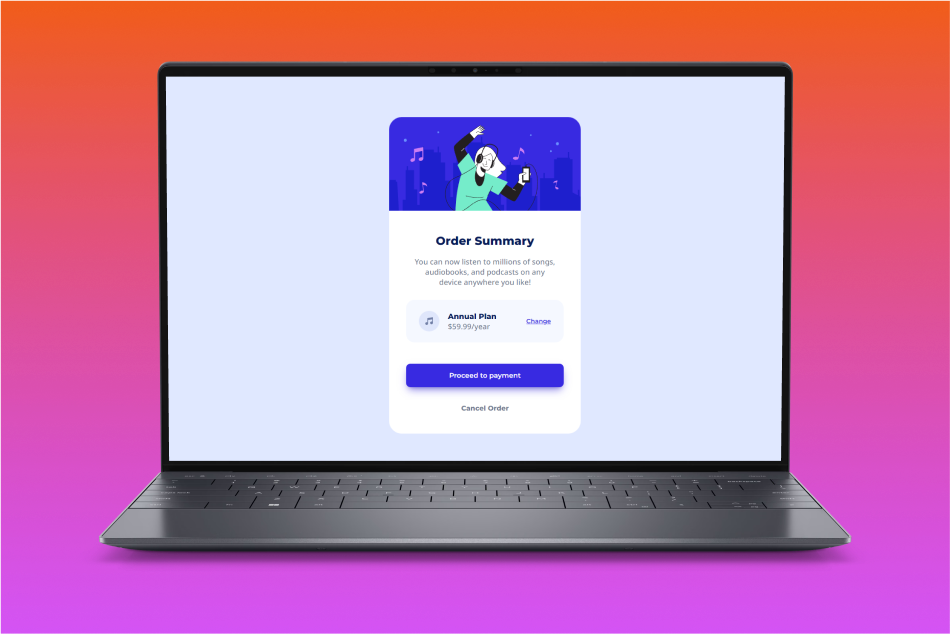 Order Summary
You can now listen to millions of songs,
audiobooks, and podcasts on any
device anywhere you like!
Annual Plan
$59.99/year
Change
Proceed to payment
Cancel Order